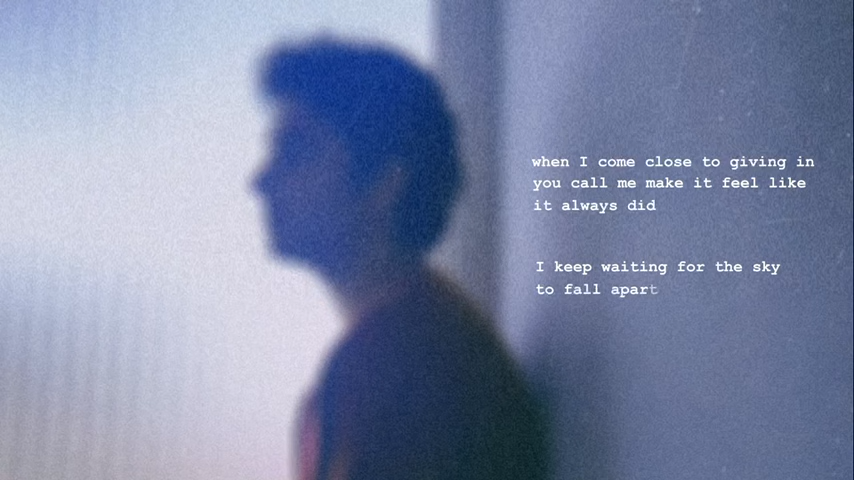 when I come close to giving in
you call me make it feel like
it always did
I keep waiting for the sky
to fall apart